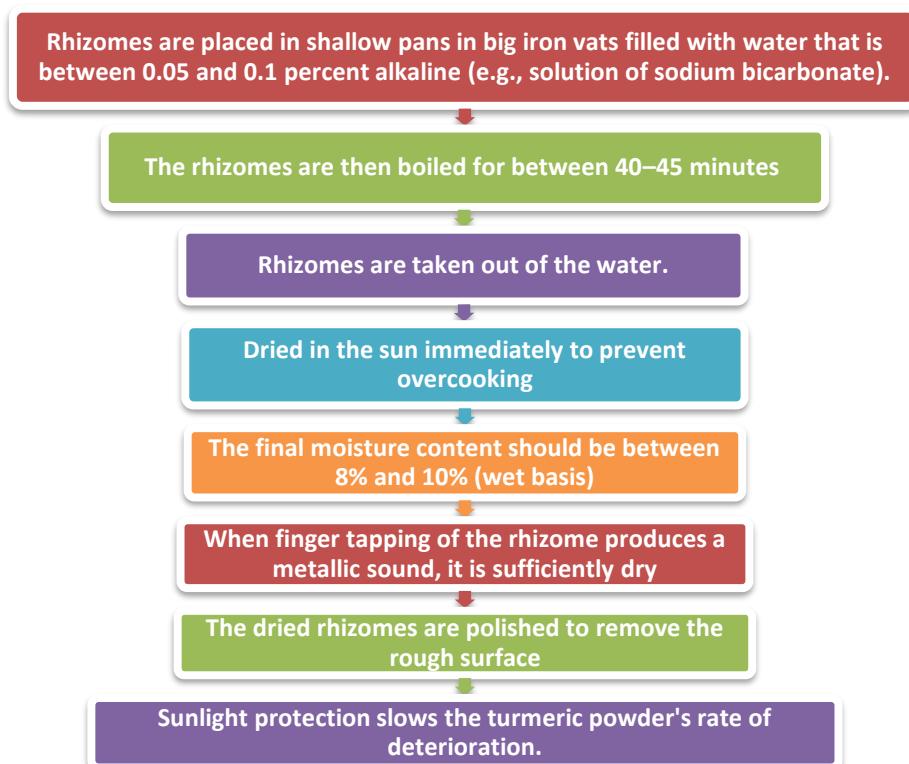 Rhizomes are placed in shallow pans in big iron vats filled with water that is
between 0.05 and 0.1 percent alkaline (e.g., solution of sodium bicarbonate).
The rhizomes are then boiled for between 40–45 minutes
Rhizomes are taken out of the water.
Dried in the sun immediately to prevent
overcooking
The final moisture content should be between
8% and 10% (wet basis)
When finger tapping of the rhizome produces a
metallic sound, it is sufficiently dry
The dried rhizomes are polished to remove the
rough surface
Sunlight protection slows the turmeric powder's rate of
deterioration.